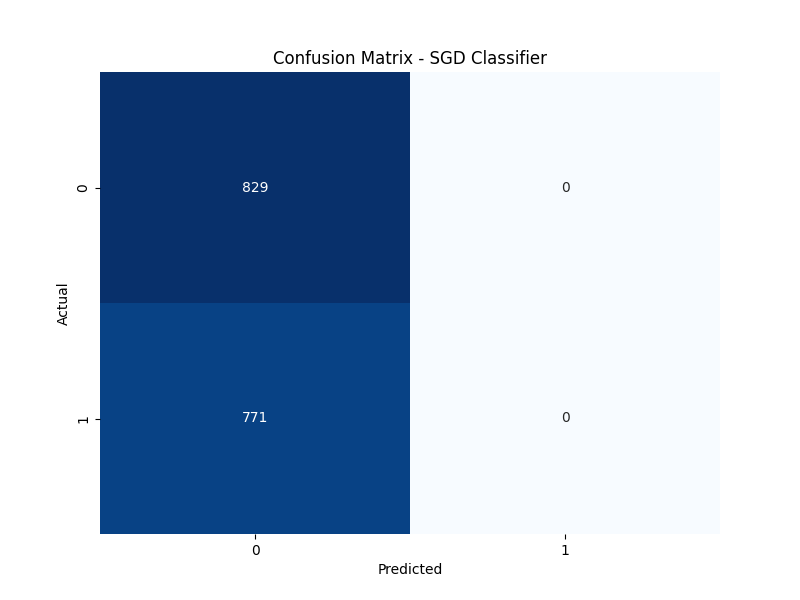 Confusion Matrix - SGD Classifier
0
829
0
Actual
1
771
0
0
1
Predicted